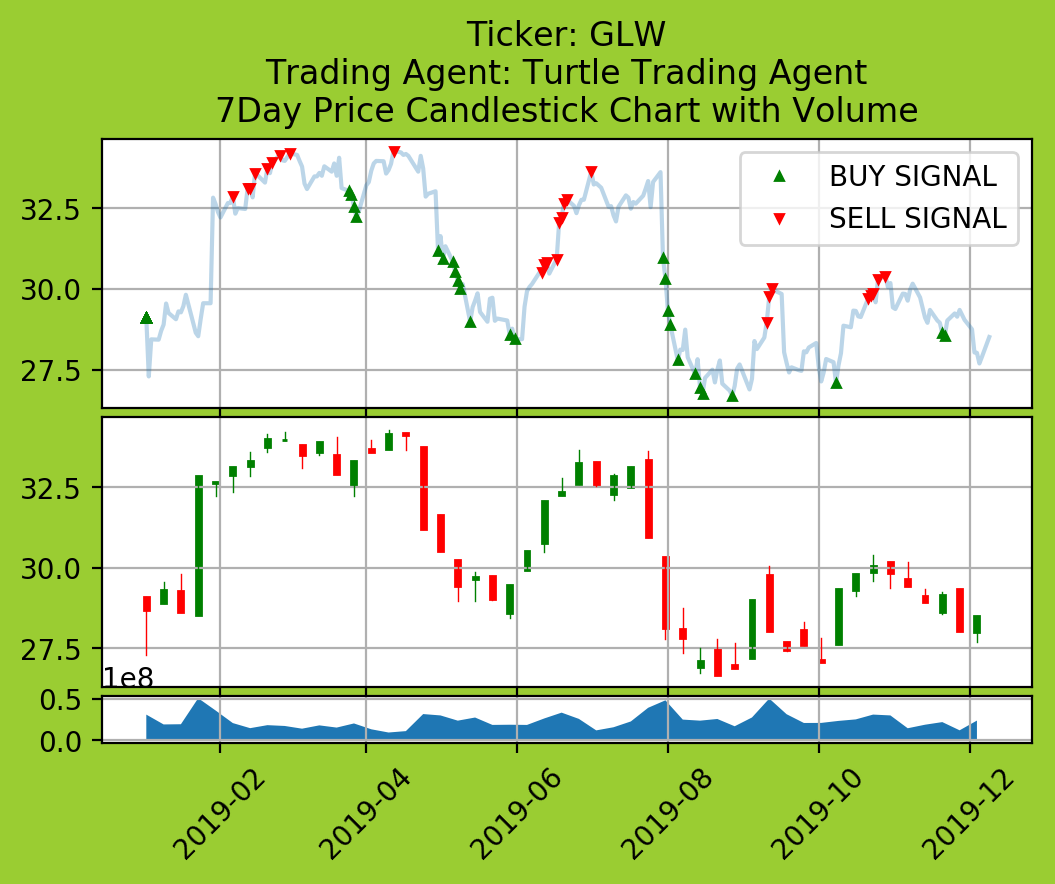 Ticker: GLW
Trading Agent: Turtle Trading Agent
7Day Price Candlestick Chart with Volume
BUY SIGNAL
SELL SIGNAL
32.5
30.0
27.5
32.5
30.0
27.5
1e8
0.5
0.0
2019-02
2019-04
2019-06
2019-08
2019-10
2019-12